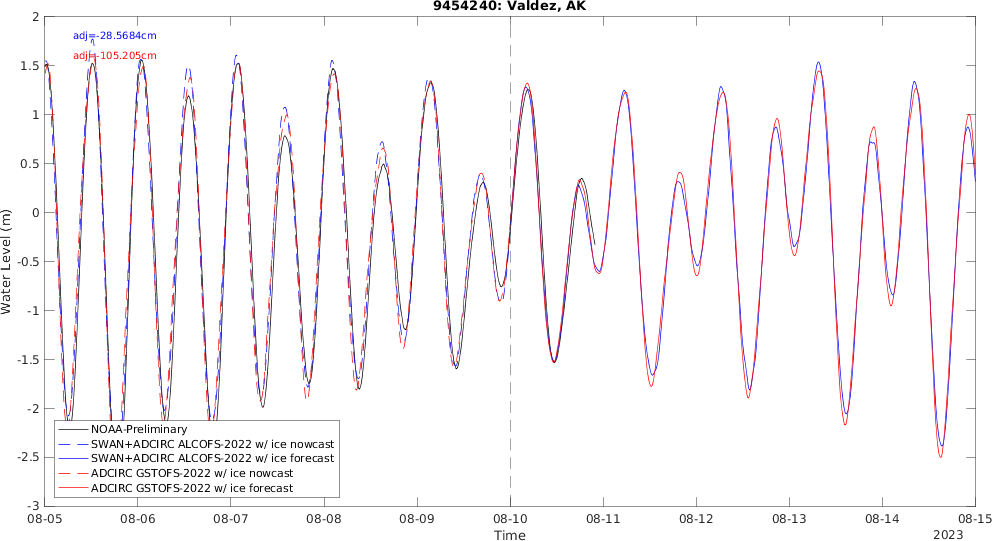 9454240: Valdez, AK
adj=-28.5684cm
adj=-105.205cm
Water Level (m)
2
1.5
1
0.5
0
-0.5
-1
-1.5
-2
-2.5
-3
NOAA-Preliminary
SWAN+ADCIRC ALCOFS-2022 w/ ice nowcast
SWAN+ADCIRC ALCOFS-2022 w/ ice forecast
ADCIRC GSTOFS-2022 w/ ice nowcast
ADCIRC GSTOFS-2022 w/ ice forecast
08-05 08-06 08-07 08-08 08-09 08-10 08-11 08-12 08-13 08-14 08-15
Time
2023